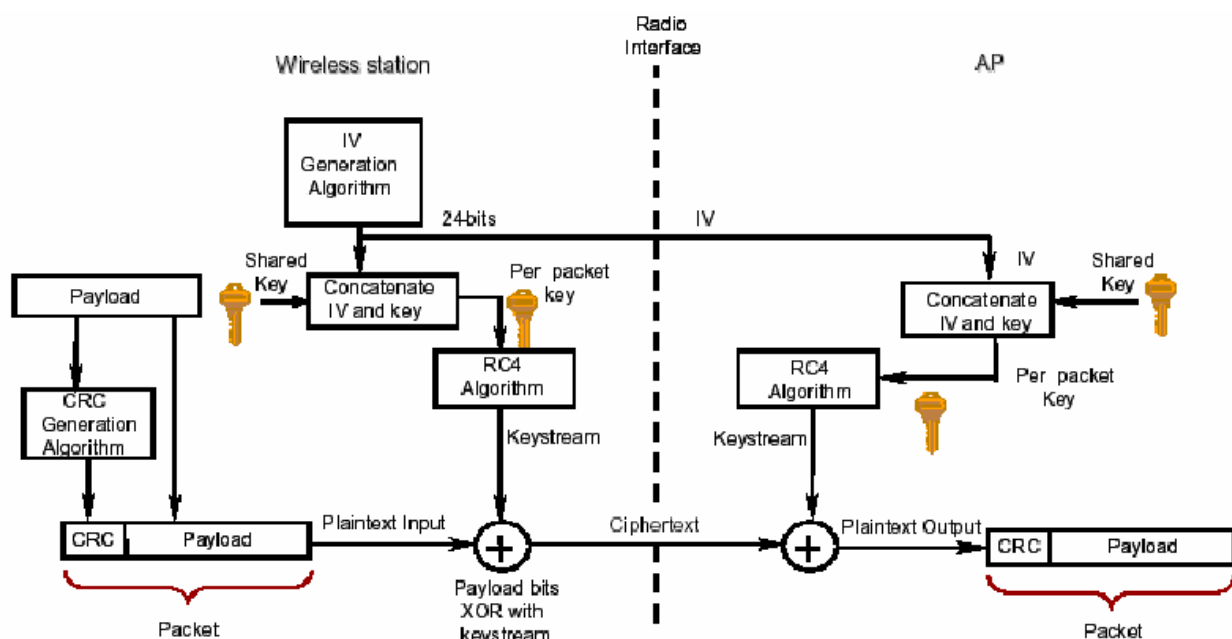 Radio
Interface
Wireless station
AP
IV
Generation
Algorithm
24-bits
IV
Shared
Key
Per packet
key
IV
Shared
Key
Payload
Concatenate
IV and key
Concatenate
IV and key
RC4
Algorithm
RC4
Algorithm
Per packet
Key
CRC
Generation
Algorithm
Keystream
Keystream
CRC
Payload
Plaintext Input
Ciphertext
Plaintext Output
CRC
Payload
Payload bits
XOR with
keystream
Packet
Packet